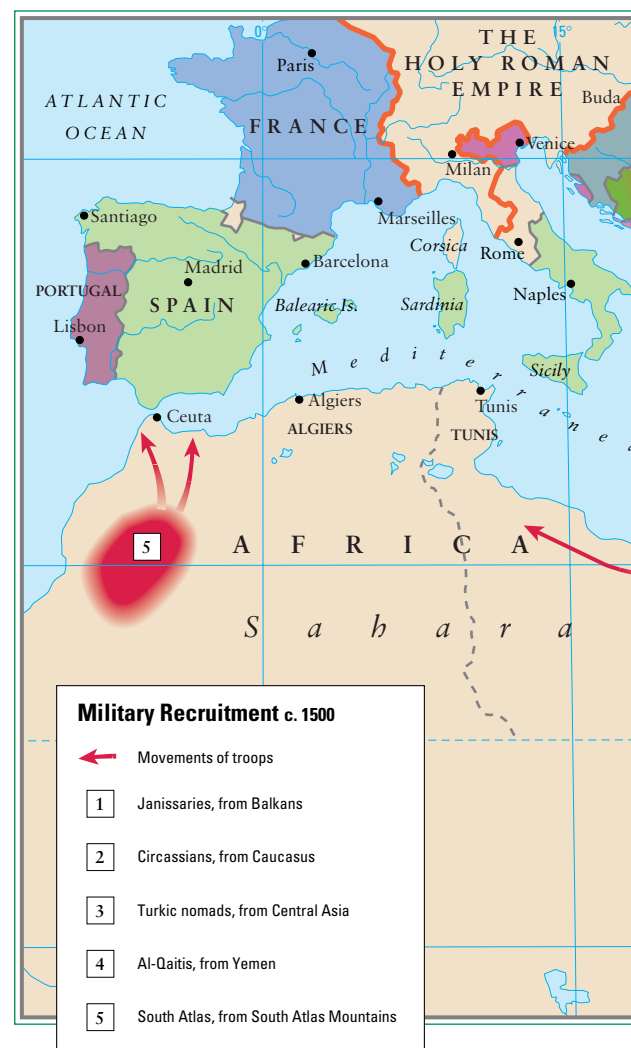 0°
15°
THE
HOLY ROMAN
EMPIRE
Paris
Buda
ATLANTIC
OCEAN
FRANCE
Venice
Milan
Santiago
Marseilles
Corsica
Rome
Madrid
Barcelona
PORTUGAL
SPAIN
Balearic Is.
Sardinia
Naples
Lisbon
Mediterranea
Sicily
Ceuta
Algiers
Tunis
ALGIERS
TUNIS
5
AFRICA
Sahara
Military Recruitment c. 1500
Movements of troops
1 Janissaries, from Balkans
2 Circassians, from Caucasus
3 Turkic nomads, from Central Asia
4 Al-Qaitis, from Yemen
5 South Atlas, from South Atlas Mountains